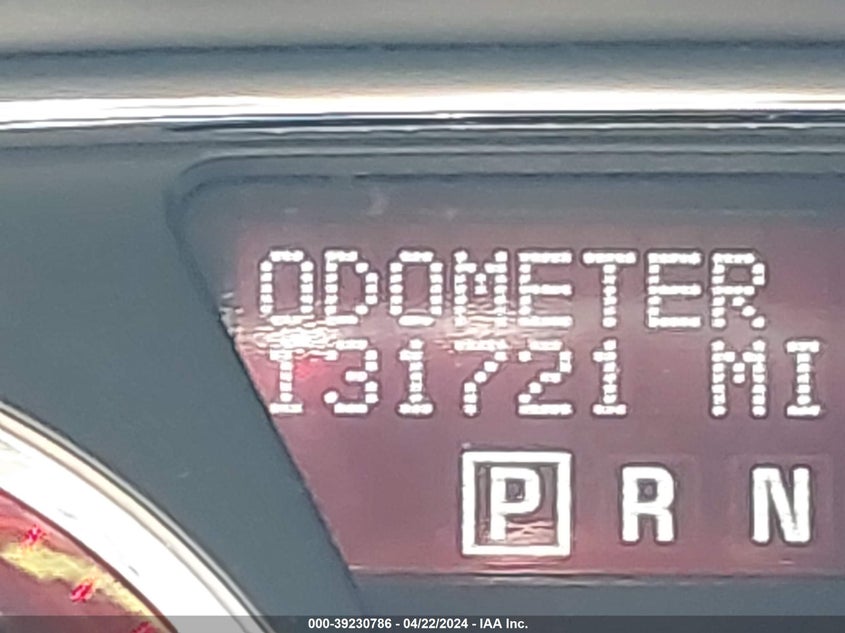 ODOMETER
131721 MI
P R N
000-39230786 - 04/22/2024 - IAA Inc.